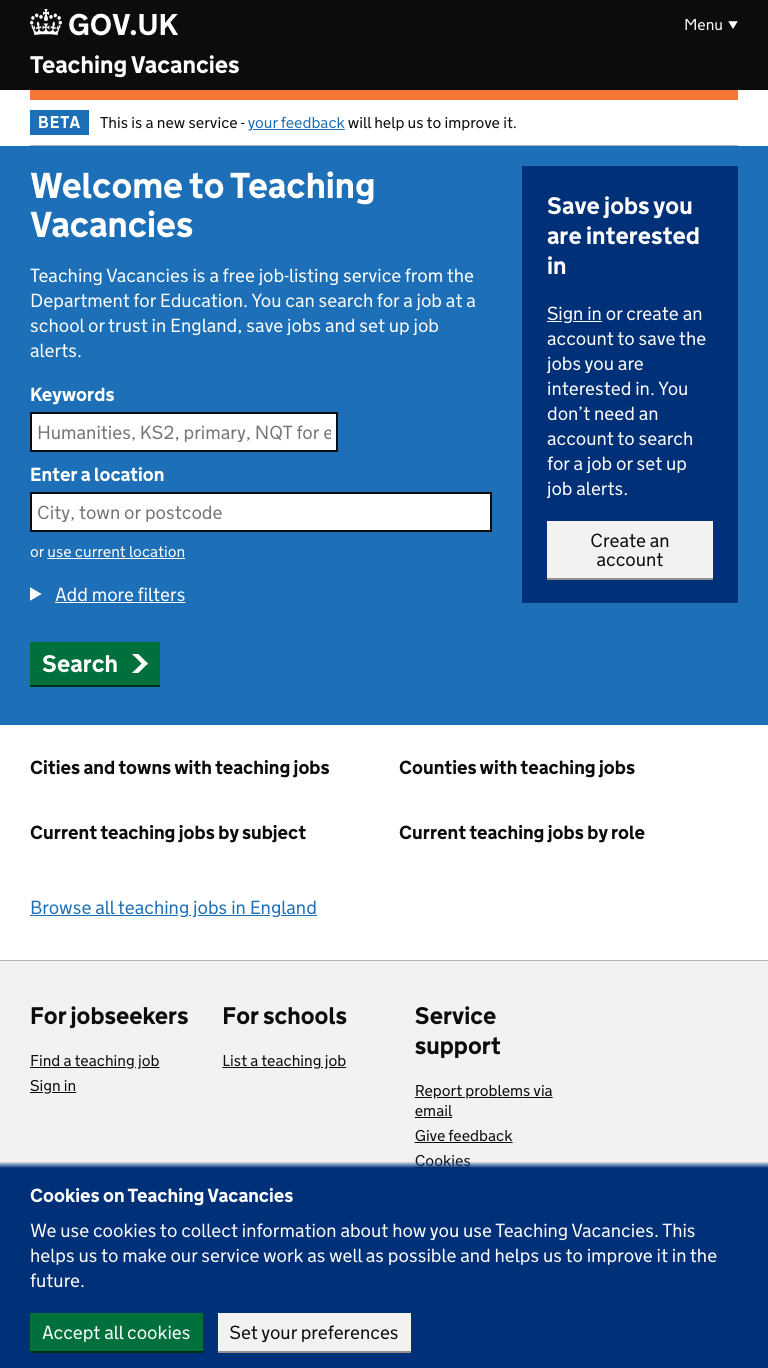 GOV.UK
Menu ▼
Teaching Vacancies
BETA This is a new service - your feedback will help us to improve it.
Welcome to Teaching
Vacancies
Teaching Vacancies is a free job-listing service from the
Department for Education. You can search for a job at a
school or trust in England, save jobs and set up job
alerts.
Keywords
Humanities, KS2, primary, NQT for e
Enter a location
City, town or postcode
or use current location
Add more filters
Search
Save jobs you
are interested
in
Sign in or create an
account to save the
jobs you are
interested in. You
don’t need an
account to search
for a job or set up
job alerts.
Create an
account
Cities and towns with teaching jobs
Counties with teaching jobs
Current teaching jobs by subject
Current teaching jobs by role
Browse all teaching jobs in England
For jobseekers
Find a teaching job
Sign in
For schools
List a teaching job
Service
support
Report problems via
email
Give feedback
Cookies
Cookies on Teaching Vacancies
We use cookies to collect information about how you use Teaching Vacancies. This
helps us to make our service work as well as possible and helps us to improve it in the
future.
Accept all cookies
Set your preferences